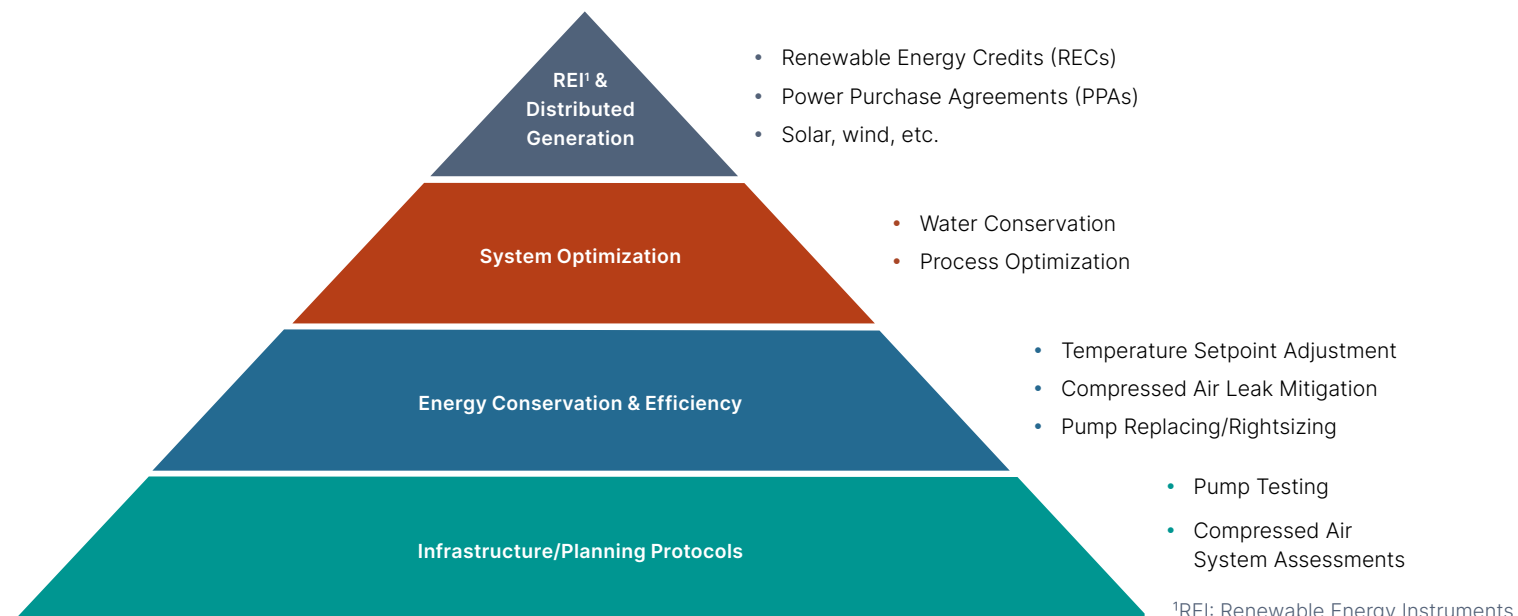 REI¹ &
Distributed
Generation
• Renewable Energy Credits (RECs)
• Power Purchase Agreements (PPAs)
• Solar, wind, etc.
System Optimization
• Water Conservation
• Process Optimization
Energy Conservation & Efficiency
• Temperature Setpoint Adjustment
• Compressed Air Leak Mitigation
• Pump Replacing/Rightsizing
Infrastructure/Planning Protocols
• Pump Testing
• Compressed Air
System Assessments
¹REI: Renewable Energy Instruments